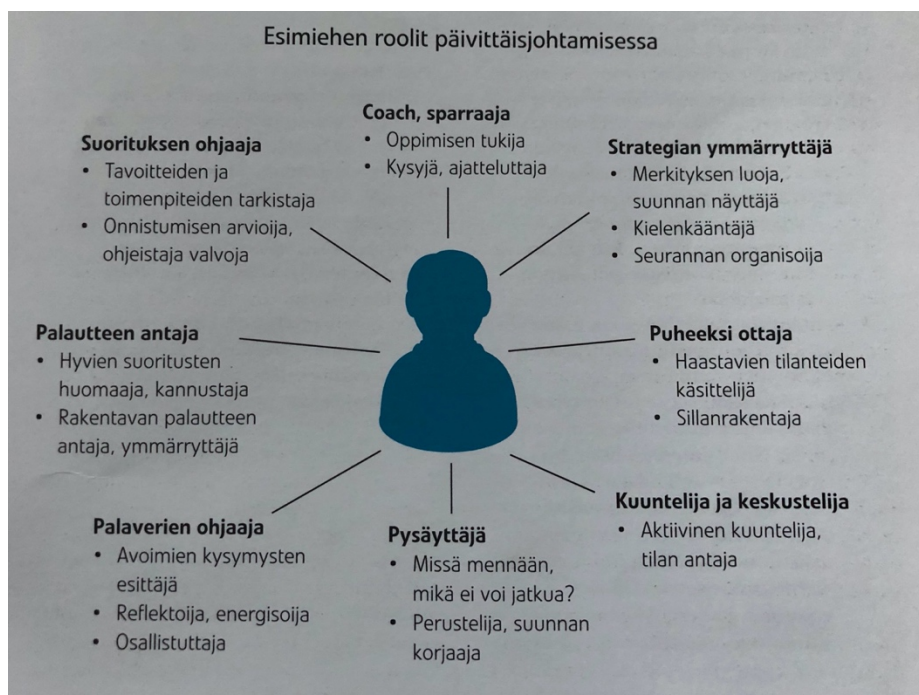 Esimiehen roolit päivittäisjohtamisessa
Coach, sparraaja
• Oppimisen tukija
• Kysyjä, ajatteluttaja
Suorituksen ohjaaja
• Tavoitteiden ja
toimenpiteiden tarkistaja
• Onnistumisen arvioija,
ohjeistaja valvoja
Strategian ymmärryttäjä
• Merkityksen luoja,
suunnan näyttäjä
• Kielenkääntäjä
• Seurannan organisoija
Palautteen antaja
• Hyvien suoritusten
huomaaja, kannustaja
• Rakentavan palautteen
antaja, ymmärryttäjä
Puheeksi ottaja
• Haastavien tilanteiden
käsittelijä
• Sillanrakentaja
Palaverien ohjaaja
• Avoimien kysymysten
esittäjä
• Reflektoija, energisoija
• Osallistuttaja
Pysäyttäjä
• Missä mennään,
mikä ei voi jatkua?
• Perustelija, suunnan
korjaaja
Kuuntelija ja keskustelija
• Aktiivinen kuuntelija,
tilan antaja